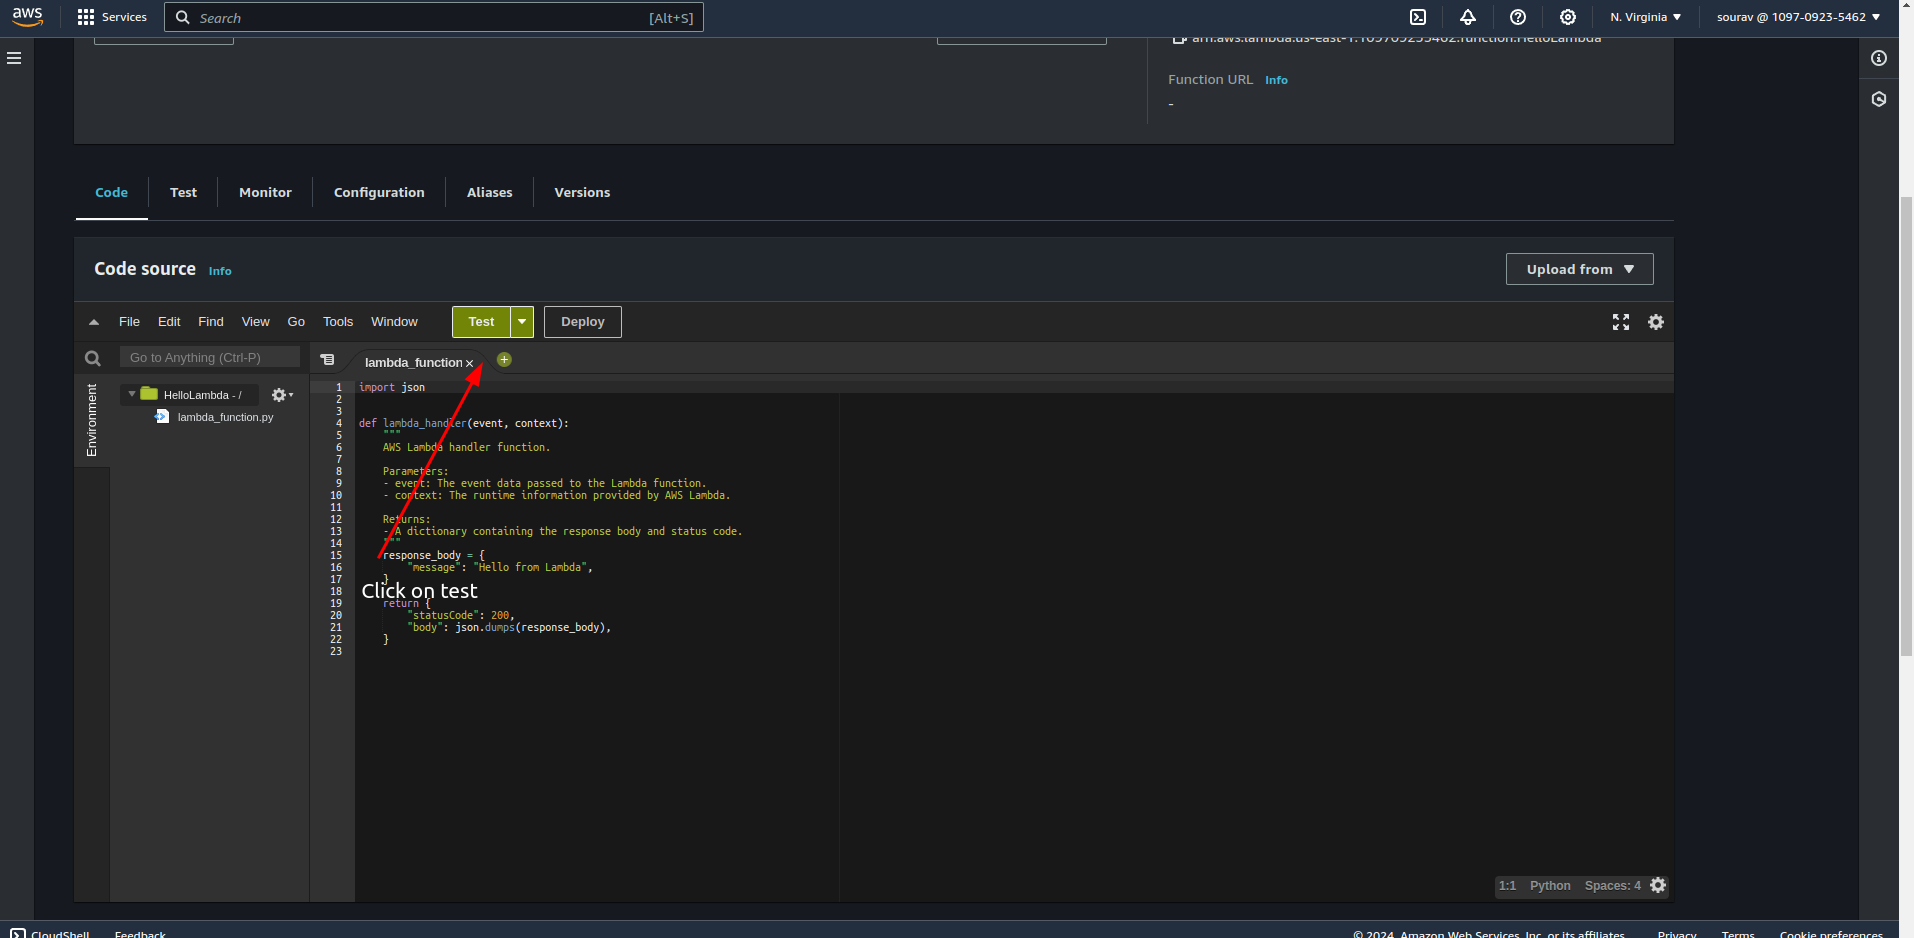 aws
Services
Search
[Alt+S]
N. Virginia
sourav @ 1097-0923-5462
arn:aws:lambda:us-east-1:109709235462:function:HelloLambda
Function URL
Info
-
Code
Test
Monitor
Configuration
Aliases
Versions
Code source
Info
Upload from
File
Edit
Find
View
Go
Tools
Window
Test
Deploy
Go to Anything (Ctrl-P)
lambda_function
Environment
HelloLambda - /
lambda_function.py
1 import json
2
3
4 def lambda_handler(event, context):
5 """
6 AWS Lambda handler function.
7
8 Parameters:
9 - event: The event data passed to the Lambda function.
10 - context: The runtime information provided by AWS Lambda.
11
12 Returns:
13 - A dictionary containing the response body and status code.
14 """
15 response_body = {
16 "message": "Hello from Lambda",
17 }
18
Click on test
19 return {
20 "statusCode": 200,
21 "body": json.dumps(response_body),
22 }
23
1:1
Python
Spaces: 4
CloudShell
Feedback
© 2024, Amazon Web Services, Inc. or its affiliates.
Privacy
Terms
Cookie preferences